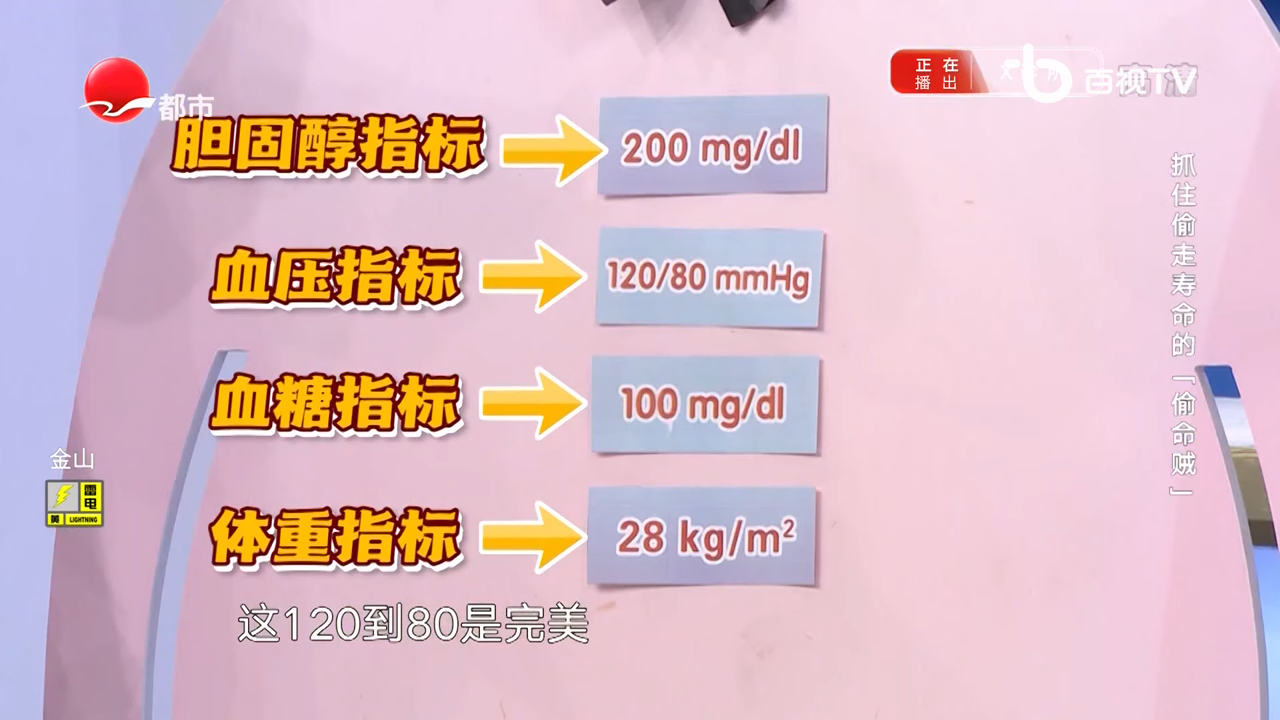 都市
正在播出
百视TV
胆固醇指标
200 mg/dl
血压指标
120/80 mmHg
血糖指标
100 mg/dl
体重指标
28 kg/m²
抓住偷走寿命的「偷命贼」
金山
雷电
黄 LIGHTNING
这120到80是完美